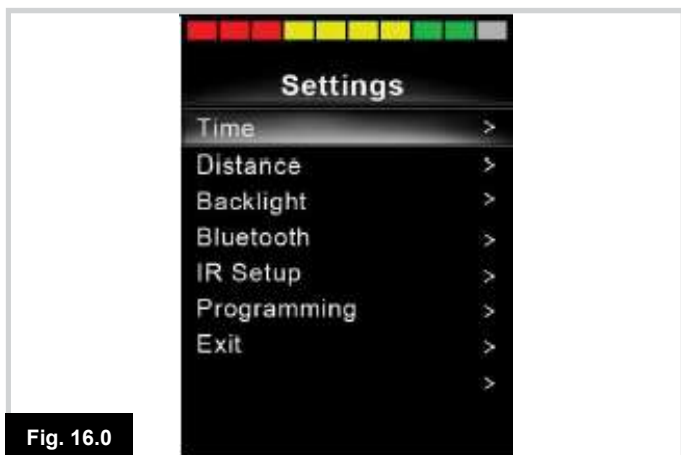 Settings
Time >
Distance >
Backlight >
Bluetooth >
IR Setup >
Programming >
Exit >
>
Fig. 16.0